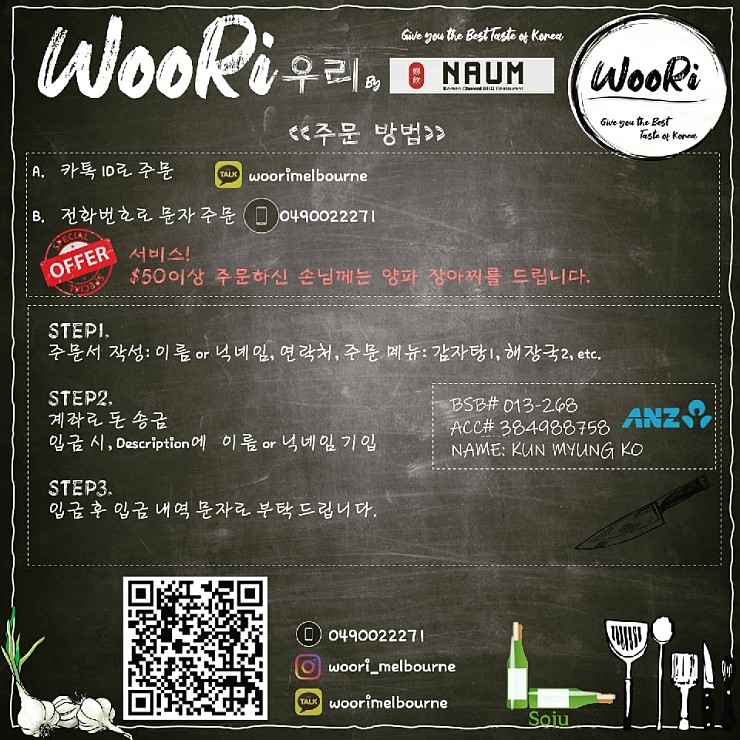 WooRi 우리 By
Give you the Best Taste of Korea
NAUM
Korean Charcoal BBQ Restaurant
WooRi
Give you the Best
Taste of Korea
<<주문 방법>>
A. 카톡 ID로 주문 TALK woorimelbourne
B. 전화번호로 문자 주문 0490022271
SPECIAL
OFFER
SPECIAL
서비스!
$50이상 주문하신 손님께는 양파 장아찌를 드립니다.
STEP1.
주문서 작성: 이름 or 닉네임, 연락처, 주문 메뉴: 감자탕1, 해장국2, etc.
STEP2.
계좌로 돈 송금
입금 시, Description에 이름 or 닉네임 기입
BSB# 013-268
ACC# 384988758
NAME: KUN MYUNG KO
ANZ
STEP3.
입금 후 입금 내역 문자로 부탁 드립니다.
0490022271
woori_melbourne
TALK woorimelbourne
Soju